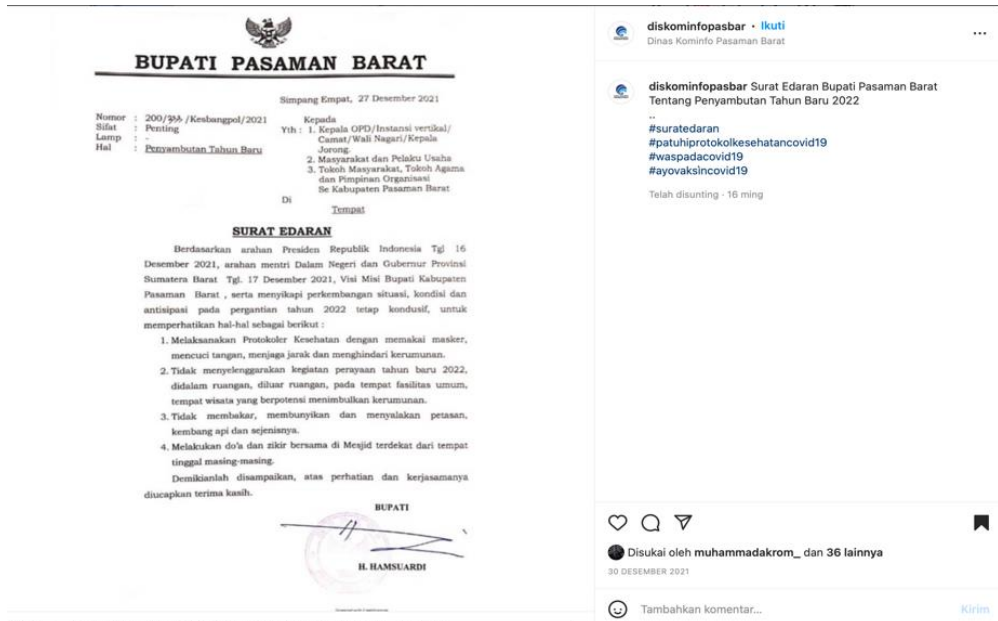 BUPATI PASAMAN BARAT
Simpang Empat, 27 Desember 2021
Nomor : 200/ /Kesbangpol/2021
Sifat : Penting
Lamp : -
Hal : Penyambutan Tahun Baru
Kepada
Yth : 1. Kepala OPD/Instansi vertikal/
Camat/Wali Nagari/Kepala
Jorong.
2. Masyarakat dan Pelaku Usaha
3. Tokoh Masyarakat, Tokoh Agama
dan Pimpinan Organisasi
Se Kabupaten Pasaman Barat
Di
Tempat
SURAT EDARAN
Berdasarkan arahan Presiden Republik Indonesia Tgl 16
Desember 2021, arahan mentri Dalam Negeri dan Gubernur Provinsi
Sumatera Barat Tgl. 17 Desember 2021, Visi Misi Bupati Kabupaten
Pasaman Barat , serta menyikapi perkembangan situasi, kondisi dan
antisipasi pada pergantian tahun 2022 tetap kondusif, untuk
memperhatikan hal-hal sebagai berikut :
1. Melaksanakan Protokoler Kesehatan dengan memakai masker,
mencuci tangan, menjaga jarak dan menghindari kerumunan.
2. Tidak menyelenggarakan kegiatan perayaan tahun baru 2022,
didalam ruangan, diluar ruangan, pada tempat fasilitas umum,
tempat wisata yang berpotensi menimbulkan kerumunan.
3. Tidak membakar, membunyikan dan menyalakan petasan,
kembang api dan sejenisnya.
4. Melakukan do'a dan zikir bersama di Mesjid terdekat dari tempat
tinggal masing-masing.
Demikianlah disampaikan, atas perhatian dan kerjasamanya
diucapkan terima kasih.
BUPATI
H. HAMSUARDI
diskominfopasbar • Ikuti
Dinas Kominfo Pasaman Barat
diskominfopasbar Surat Edaran Bupati Pasaman Barat
Tentang Penyambutan Tahun Baru 2022
..
#suratedaran
#patuhiprotokolkesehatancovid19
#waspadacovid19
#ayovaksincovid19
Telah disunting · 16 ming
Disukai oleh muhammadakrom_ dan 36 lainnya
30 DESEMBER 2021
Tambahkan komentar...
Kirim